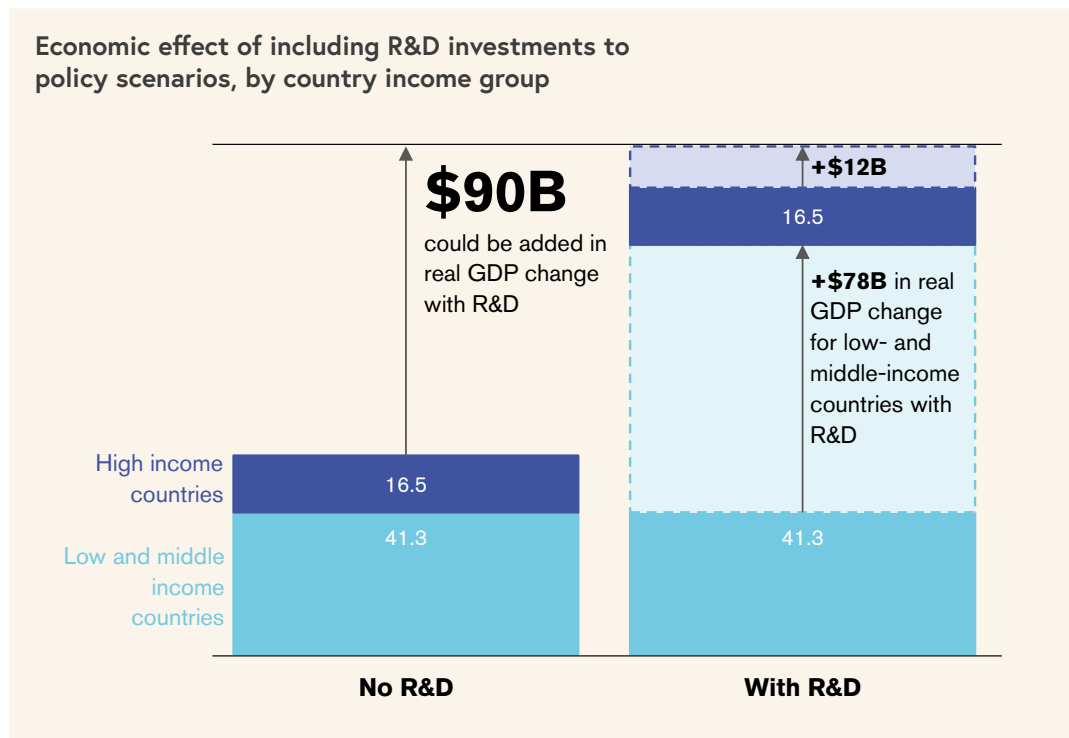 Economic effect of including R&D investments to
policy scenarios, by country income group
$90B
could be added in
real GDP change
with R&D
+$12B
16.5
+$78B in real
GDP change
for low- and
middle-income
countries with
R&D
High income
countries
16.5
Low and middle
income
countries
41.3
41.3
No R&D
With R&D